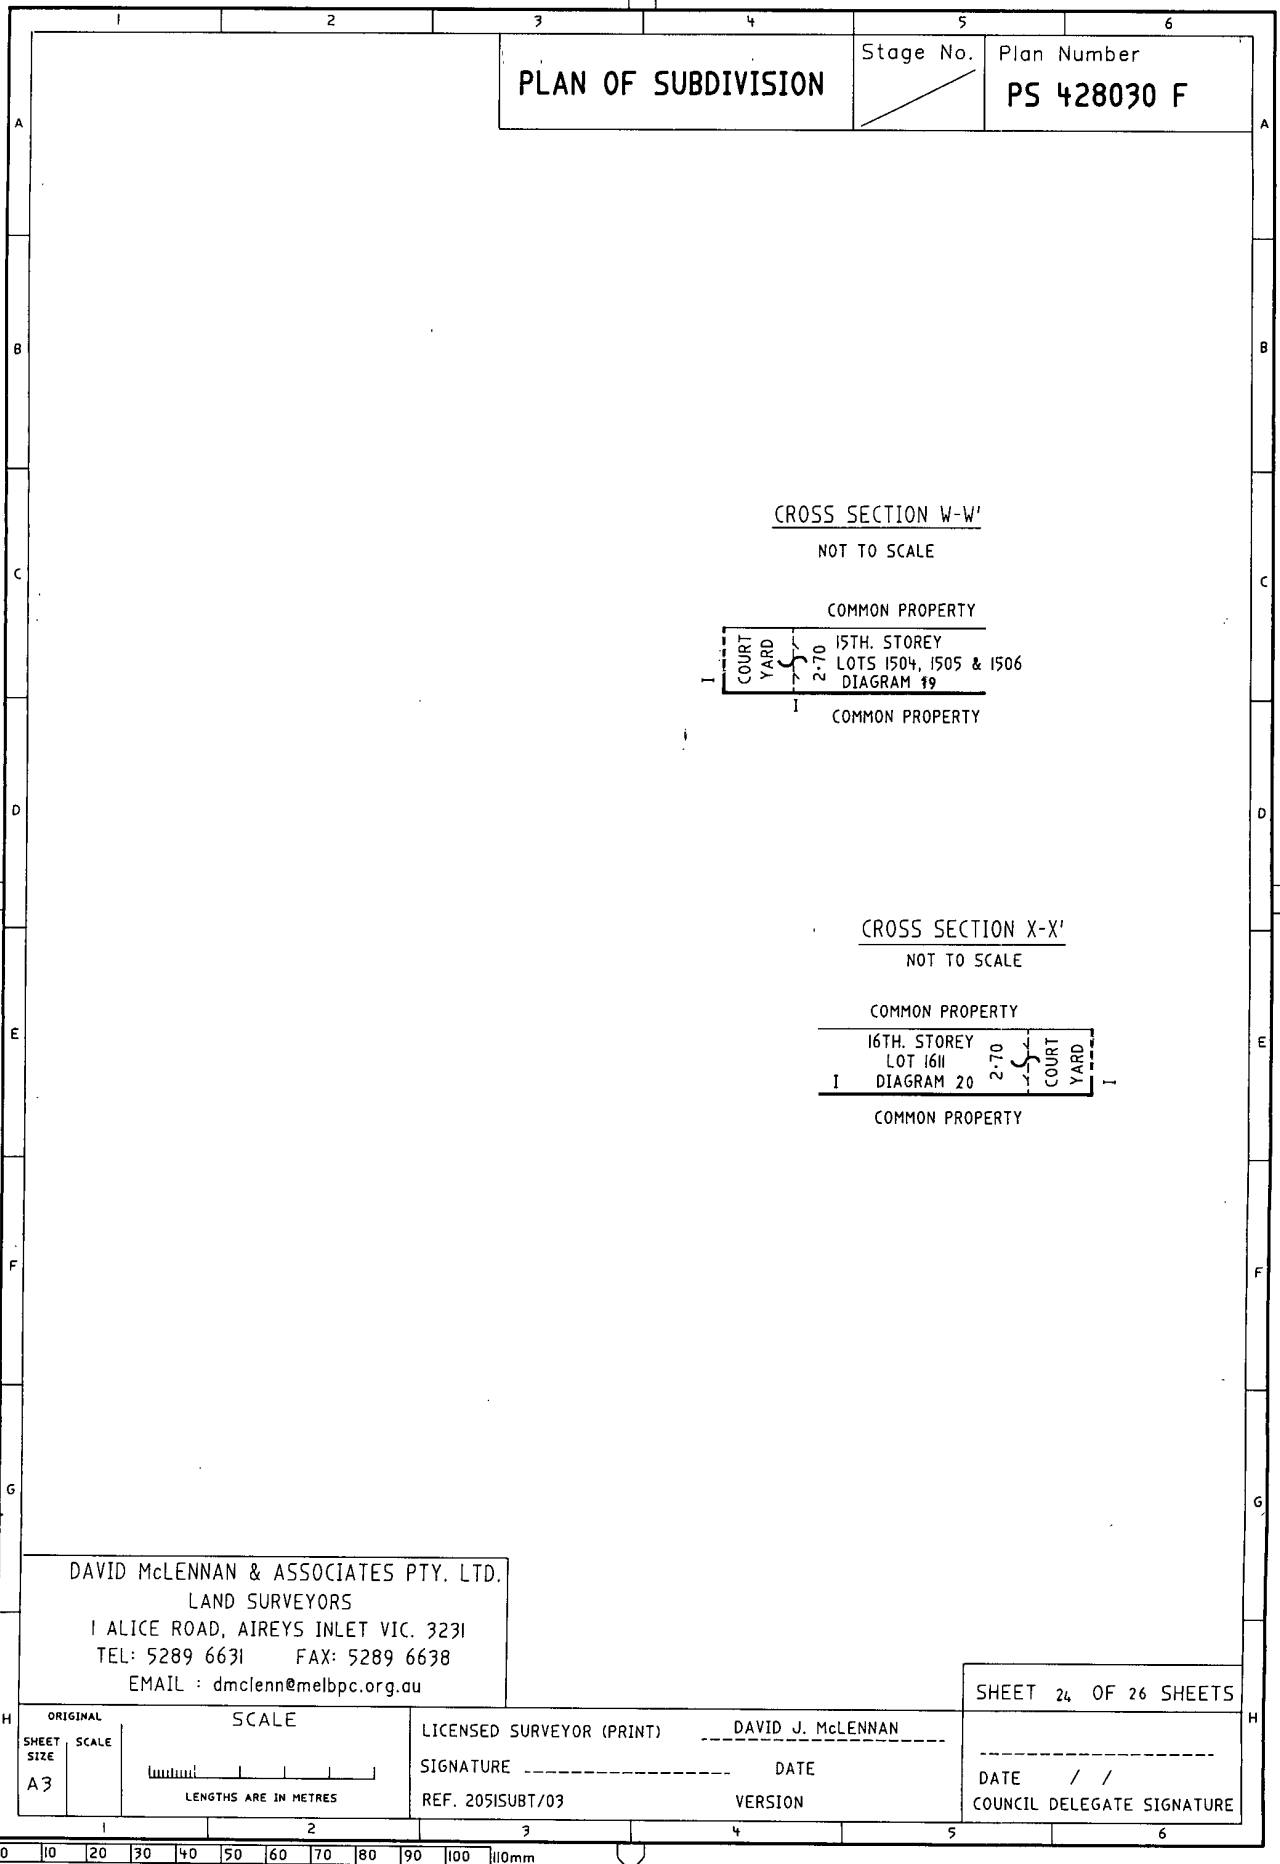 1 2 3 4 5 6
PLAN OF SUBDIVISION
Stage No.
Plan Number
PS 428030 F
A A
B B
CROSS SECTION W-W'
NOT TO SCALE
C C
COMMON PROPERTY
COURT
YARD
2·70
15TH. STOREY
LOTS 1504, 1505 & 1506
DIAGRAM 19
I
I
COMMON PROPERTY
D D
CROSS SECTION X-X'
NOT TO SCALE
COMMON PROPERTY
E E
16TH. STOREY
LOT 1611
I DIAGRAM 20
2·70
COURT
YARD
I
COMMON PROPERTY
F F
G G
DAVID McLENNAN & ASSOCIATES PTY. LTD.
LAND SURVEYORS
1 ALICE ROAD, AIREYS INLET VIC. 3231
TEL: 5289 6631 FAX: 5289 6638
EMAIL : dmclenn@melbpc.org.au
SHEET 24 OF 26 SHEETS
H H
ORIGINAL
SHEET SIZE
SCALE
A3
SCALE
LENGTHS ARE IN METRES
LICENSED SURVEYOR (PRINT) DAVID J. McLENNAN
SIGNATURE DATE
REF. 2051SUBT/03 VERSION
DATE / /
COUNCIL DELEGATE SIGNATURE
1 2 3 4 5 6
0 10 20 30 40 50 60 70 80 90 100 110mm